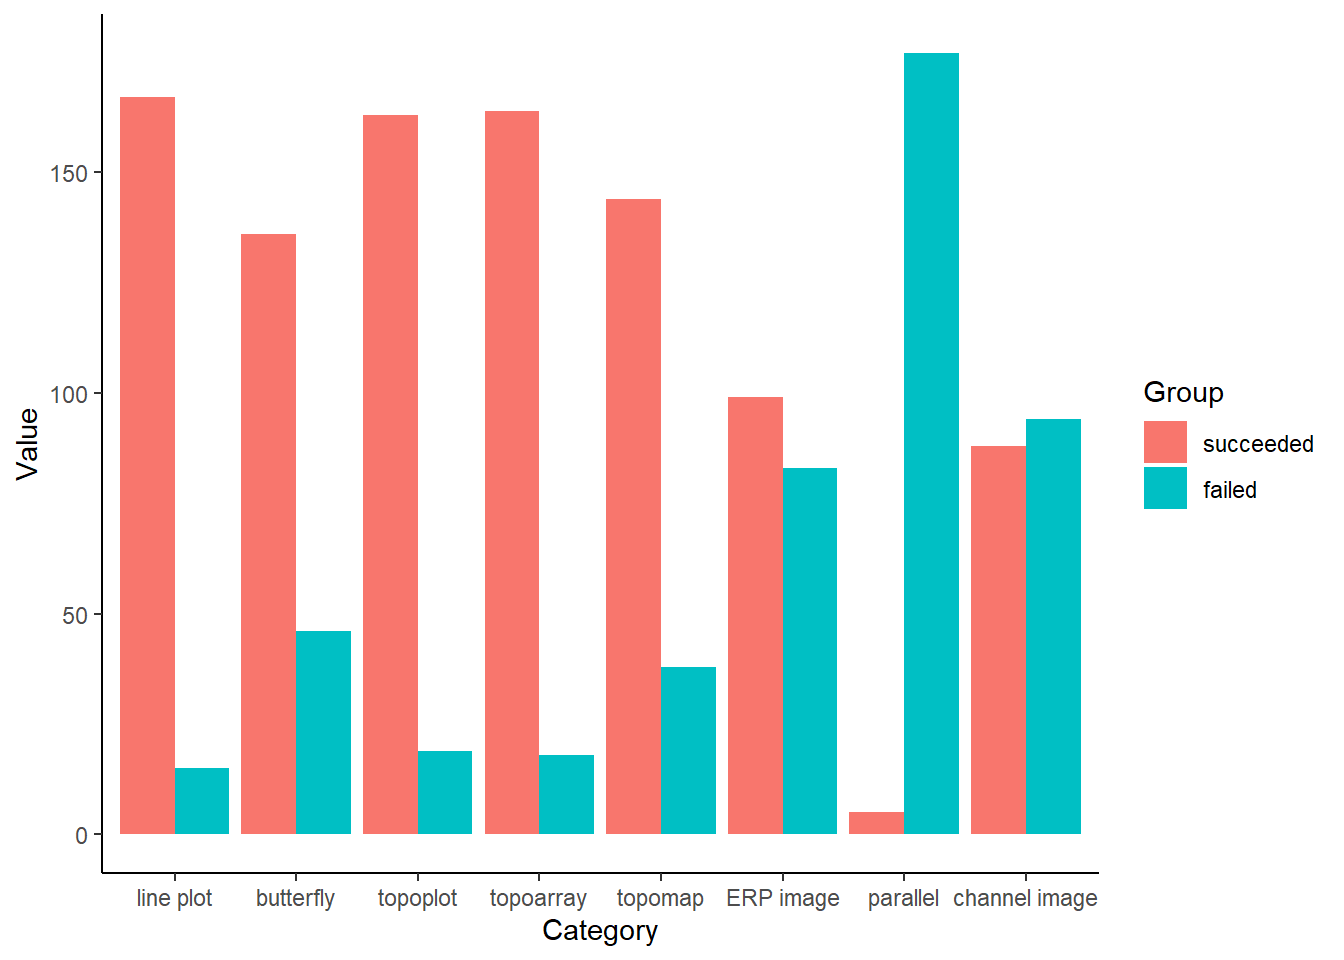 Value
150
100
50
0
line plot
butterfly
topoplot
topoarray
topomap
ERP image
parallel
channel image
Category
Group
succeeded
failed